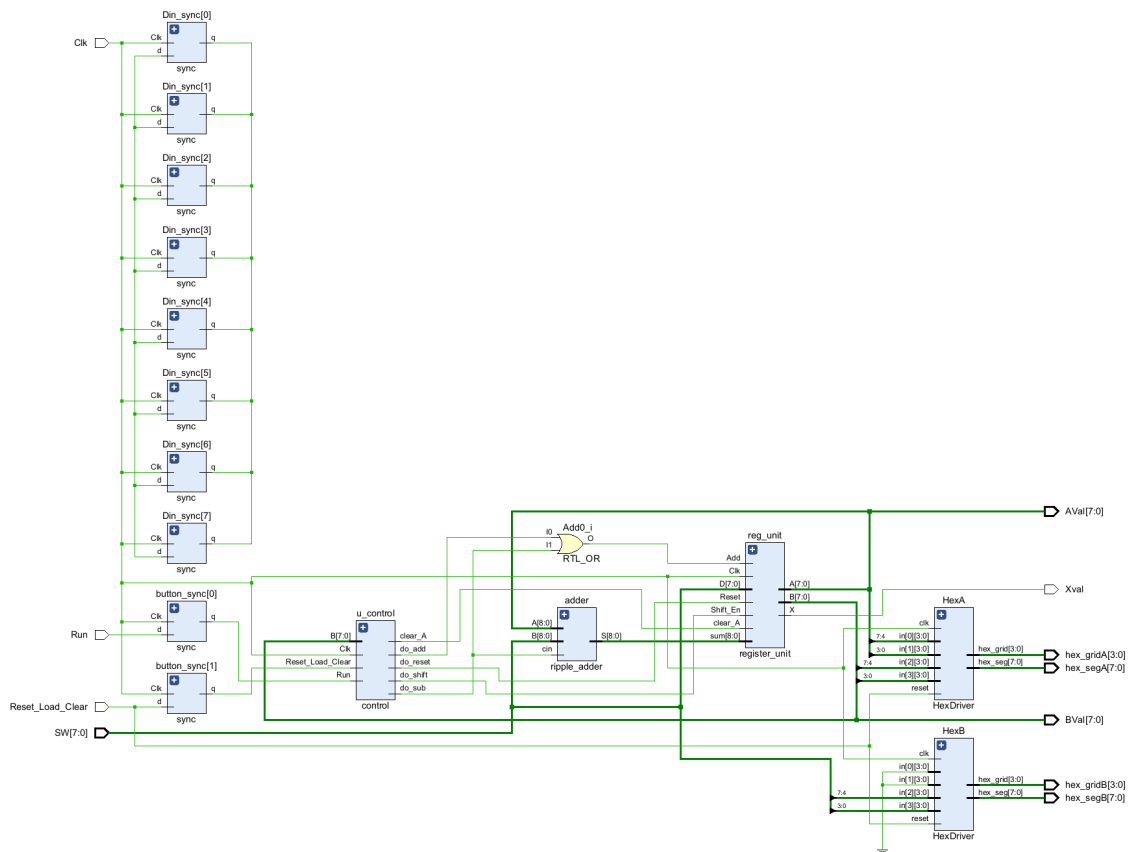 Din_sync[0]
Clk
Clk
d
q
sync
Din_sync[1]
Clk
d
q
sync
Din_sync[2]
Clk
d
q
sync
Din_sync[3]
Clk
d
q
sync
Din_sync[4]
Clk
d
q
sync
Din_sync[5]
Clk
d
q
sync
Din_sync[6]
Clk
d
q
sync
Din_sync[7]
Clk
d
q
sync
button_sync[0]
Clk
d
q
sync
Run
button_sync[1]
Clk
d
q
sync
Reset_Load_Clear
SW[7:0]
u_control
B[7:0]
Clk
Reset_Load_Clear
Run
clear_A
do_add
do_reset
do_shift
do_sub
control
Add0_i
I0
I1
O
RTL_OR
adder
A[8:0]
B[8:0]
cin
S[8:0]
ripple_adder
reg_unit
Add
Clk
D[7:0]
Reset
Shift_En
clear_A
sum[8:0]
A[7:0]
B[7:0]
X
register_unit
AVal[7:0]
Xval
HexA
clk
7:4
in[0][3:0]
3:0
in[1][3:0]
7:4
in[2][3:0]
3:0
in[3][3:0]
reset
hex_grid[3:0]
hex_seg[7:0]
HexDriver
hex_gridA[3:0]
hex_segA[7:0]
BVal[7:0]
HexB
clk
in[0][3:0]
in[1][3:0]
7:4
in[2][3:0]
3:0
in[3][3:0]
reset
hex_grid[3:0]
hex_seg[7:0]
HexDriver
hex_gridB[3:0]
hex_segB[7:0]